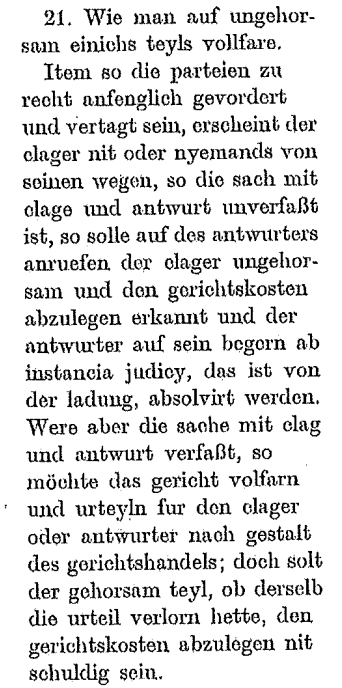 21. Wie man auf ungehor-
sam einichs teyls vollfare.
Item so die parteien zu
recht anfenglich gevordert
und vertagt sein, erscheint der
clager nit oder nyemands von
seinen wegen, so die sach mit
clage und antwurt unverfaßt
ist, so solle auf des antwurters
anruefen der clager ungehor-
sam und den gerichtskosten
abzulegen erkannt und der
antwurter auf sein begern ab
instancia judicy, das ist von
der ladung, absolvirt werden.
Were aber die sache mit clag
und antwurt verfaßt, so
möchte das gericht volfarn
und urteyln fur den clager
oder antwurter nach gestalt
des gerichtshandels; doch solt
der gehorsam teyl, ob derselb
die urteil verlorn hette, den
gerichtskosten abzulegen nit
schuldig sein.